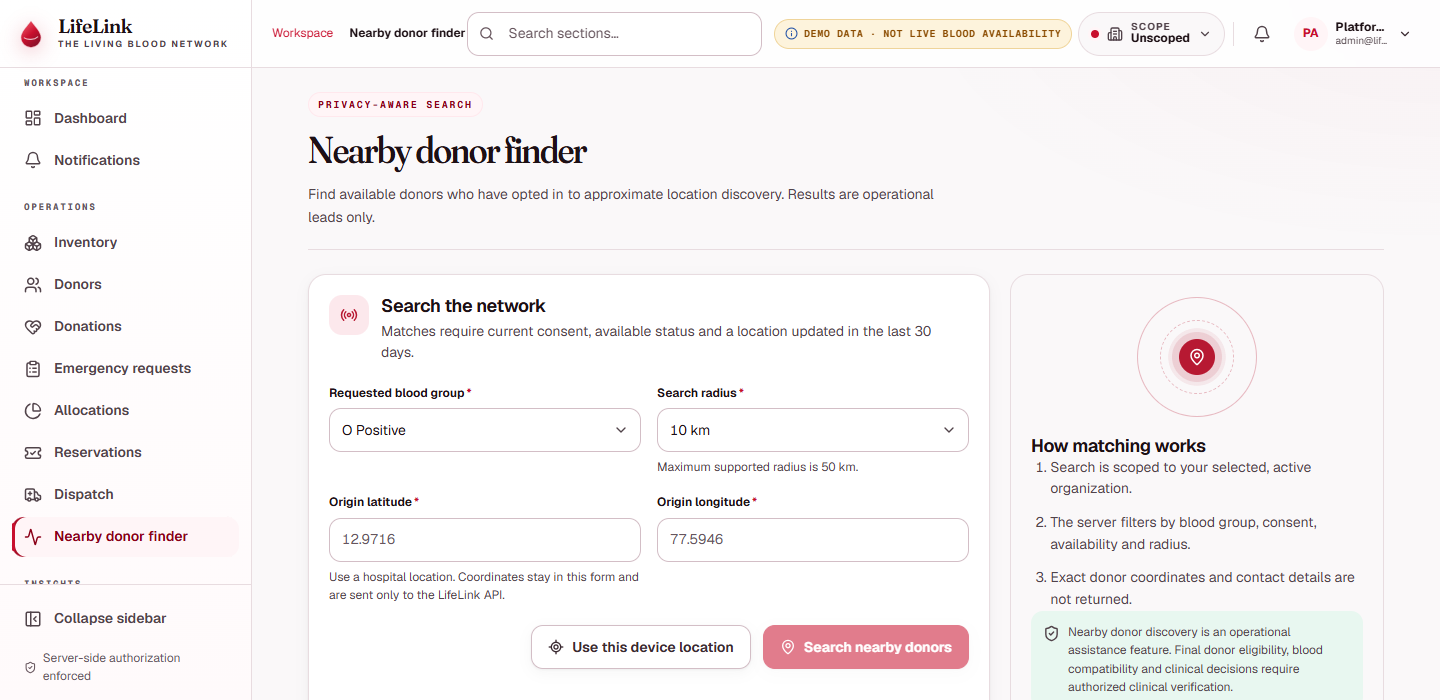 LifeLink
THE LIVING BLOOD NETWORK
Workspace
Nearby donor finder
Search sections...
DEMO DATA · NOT LIVE BLOOD AVAILABILITY
SCOPE
Unscoped
PA
Platfor...
admin@lif...
WORKSPACE
Dashboard
Notifications
OPERATIONS
Inventory
Donors
Donations
Emergency requests
Allocations
Reservations
Dispatch
Nearby donor finder
INSIGHTS
Collapse sidebar
Server-side authorization
enforced
PRIVACY-AWARE SEARCH
Nearby donor finder
Find available donors who have opted in to approximate location discovery. Results are operational
leads only.
Search the network
Matches require current consent, available status and a location updated in the last 30
days.
Requested blood group *
O Positive
Search radius *
10 km
Maximum supported radius is 50 km.
Origin latitude *
12.9716
Origin longitude *
77.5946
Use a hospital location. Coordinates stay in this form and
are sent only to the LifeLink API.
Use this device location
Search nearby donors
How matching works
1. Search is scoped to your selected, active
organization.
2. The server filters by blood group, consent,
availability and radius.
3. Exact donor coordinates and contact details are
not returned.
Nearby donor discovery is an operational
assistance feature. Final donor eligibility, blood
compatibility and clinical decisions require
authorized clinical verification.